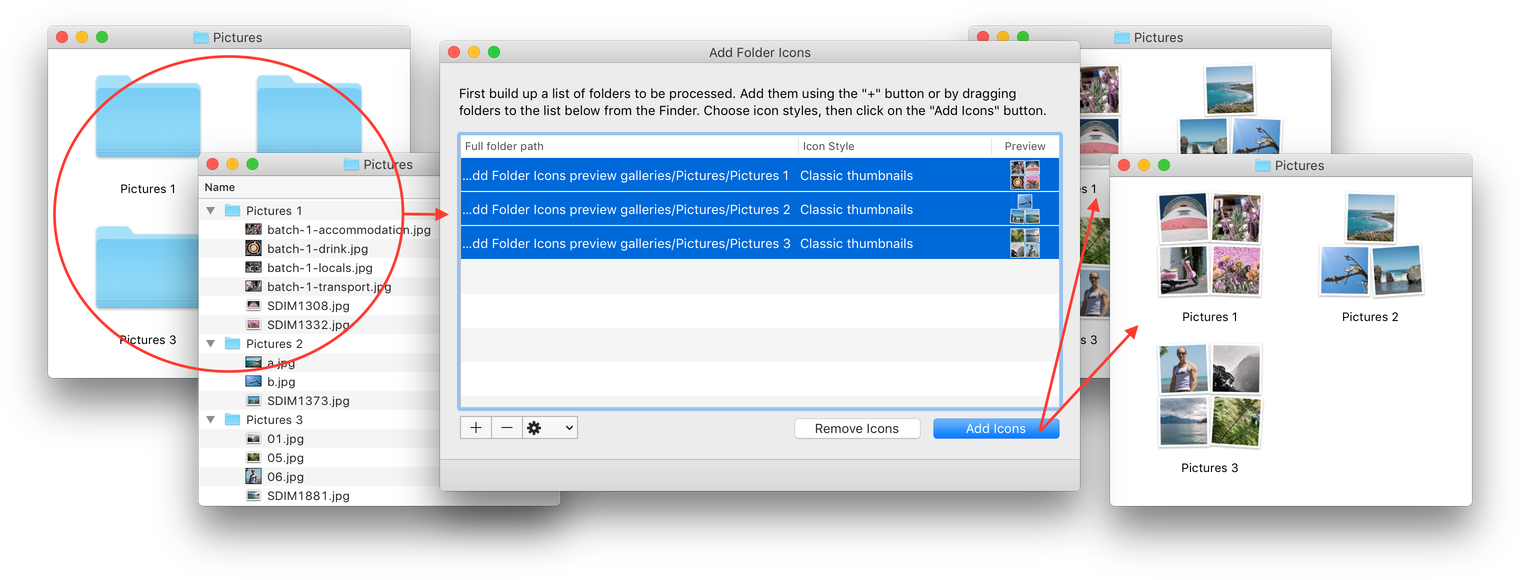 Pictures
Pictures 1
Pictures 3
Pictures
Name
Pictures 1
batch-1-accommodation.jpg
batch-1-drink.jpg
batch-1-locals.jpg
batch-1-transport.jpg
SDIM1308.jpg
SDIM1332.jpg
Pictures 2
a.jpg
b.jpg
SDIM1373.jpg
Pictures 3
01.jpg
05.jpg
06.jpg
SDIM1881.jpg
Add Folder Icons
First build up a list of folders to be processed. Add them using the "+" button or by dragging
folders to the list below from the Finder. Choose icon styles, then click on the "Add Icons" button.
Full folder path Icon Style Preview
...dd Folder Icons preview galleries/Pictures/Pictures 1 Classic thumbnails
...dd Folder Icons preview galleries/Pictures/Pictures 2 Classic thumbnails
...dd Folder Icons preview galleries/Pictures/Pictures 3 Classic thumbnails
Remove Icons Add Icons
Pictures
s 1
s 3
Pictures
Pictures 1 Pictures 2
Pictures 3